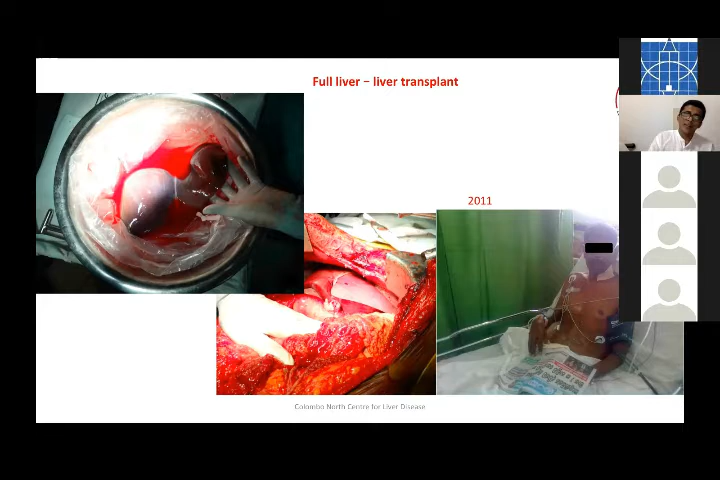 Full liver – liver transplant
2011
Colombo North Centre for Liver Disease